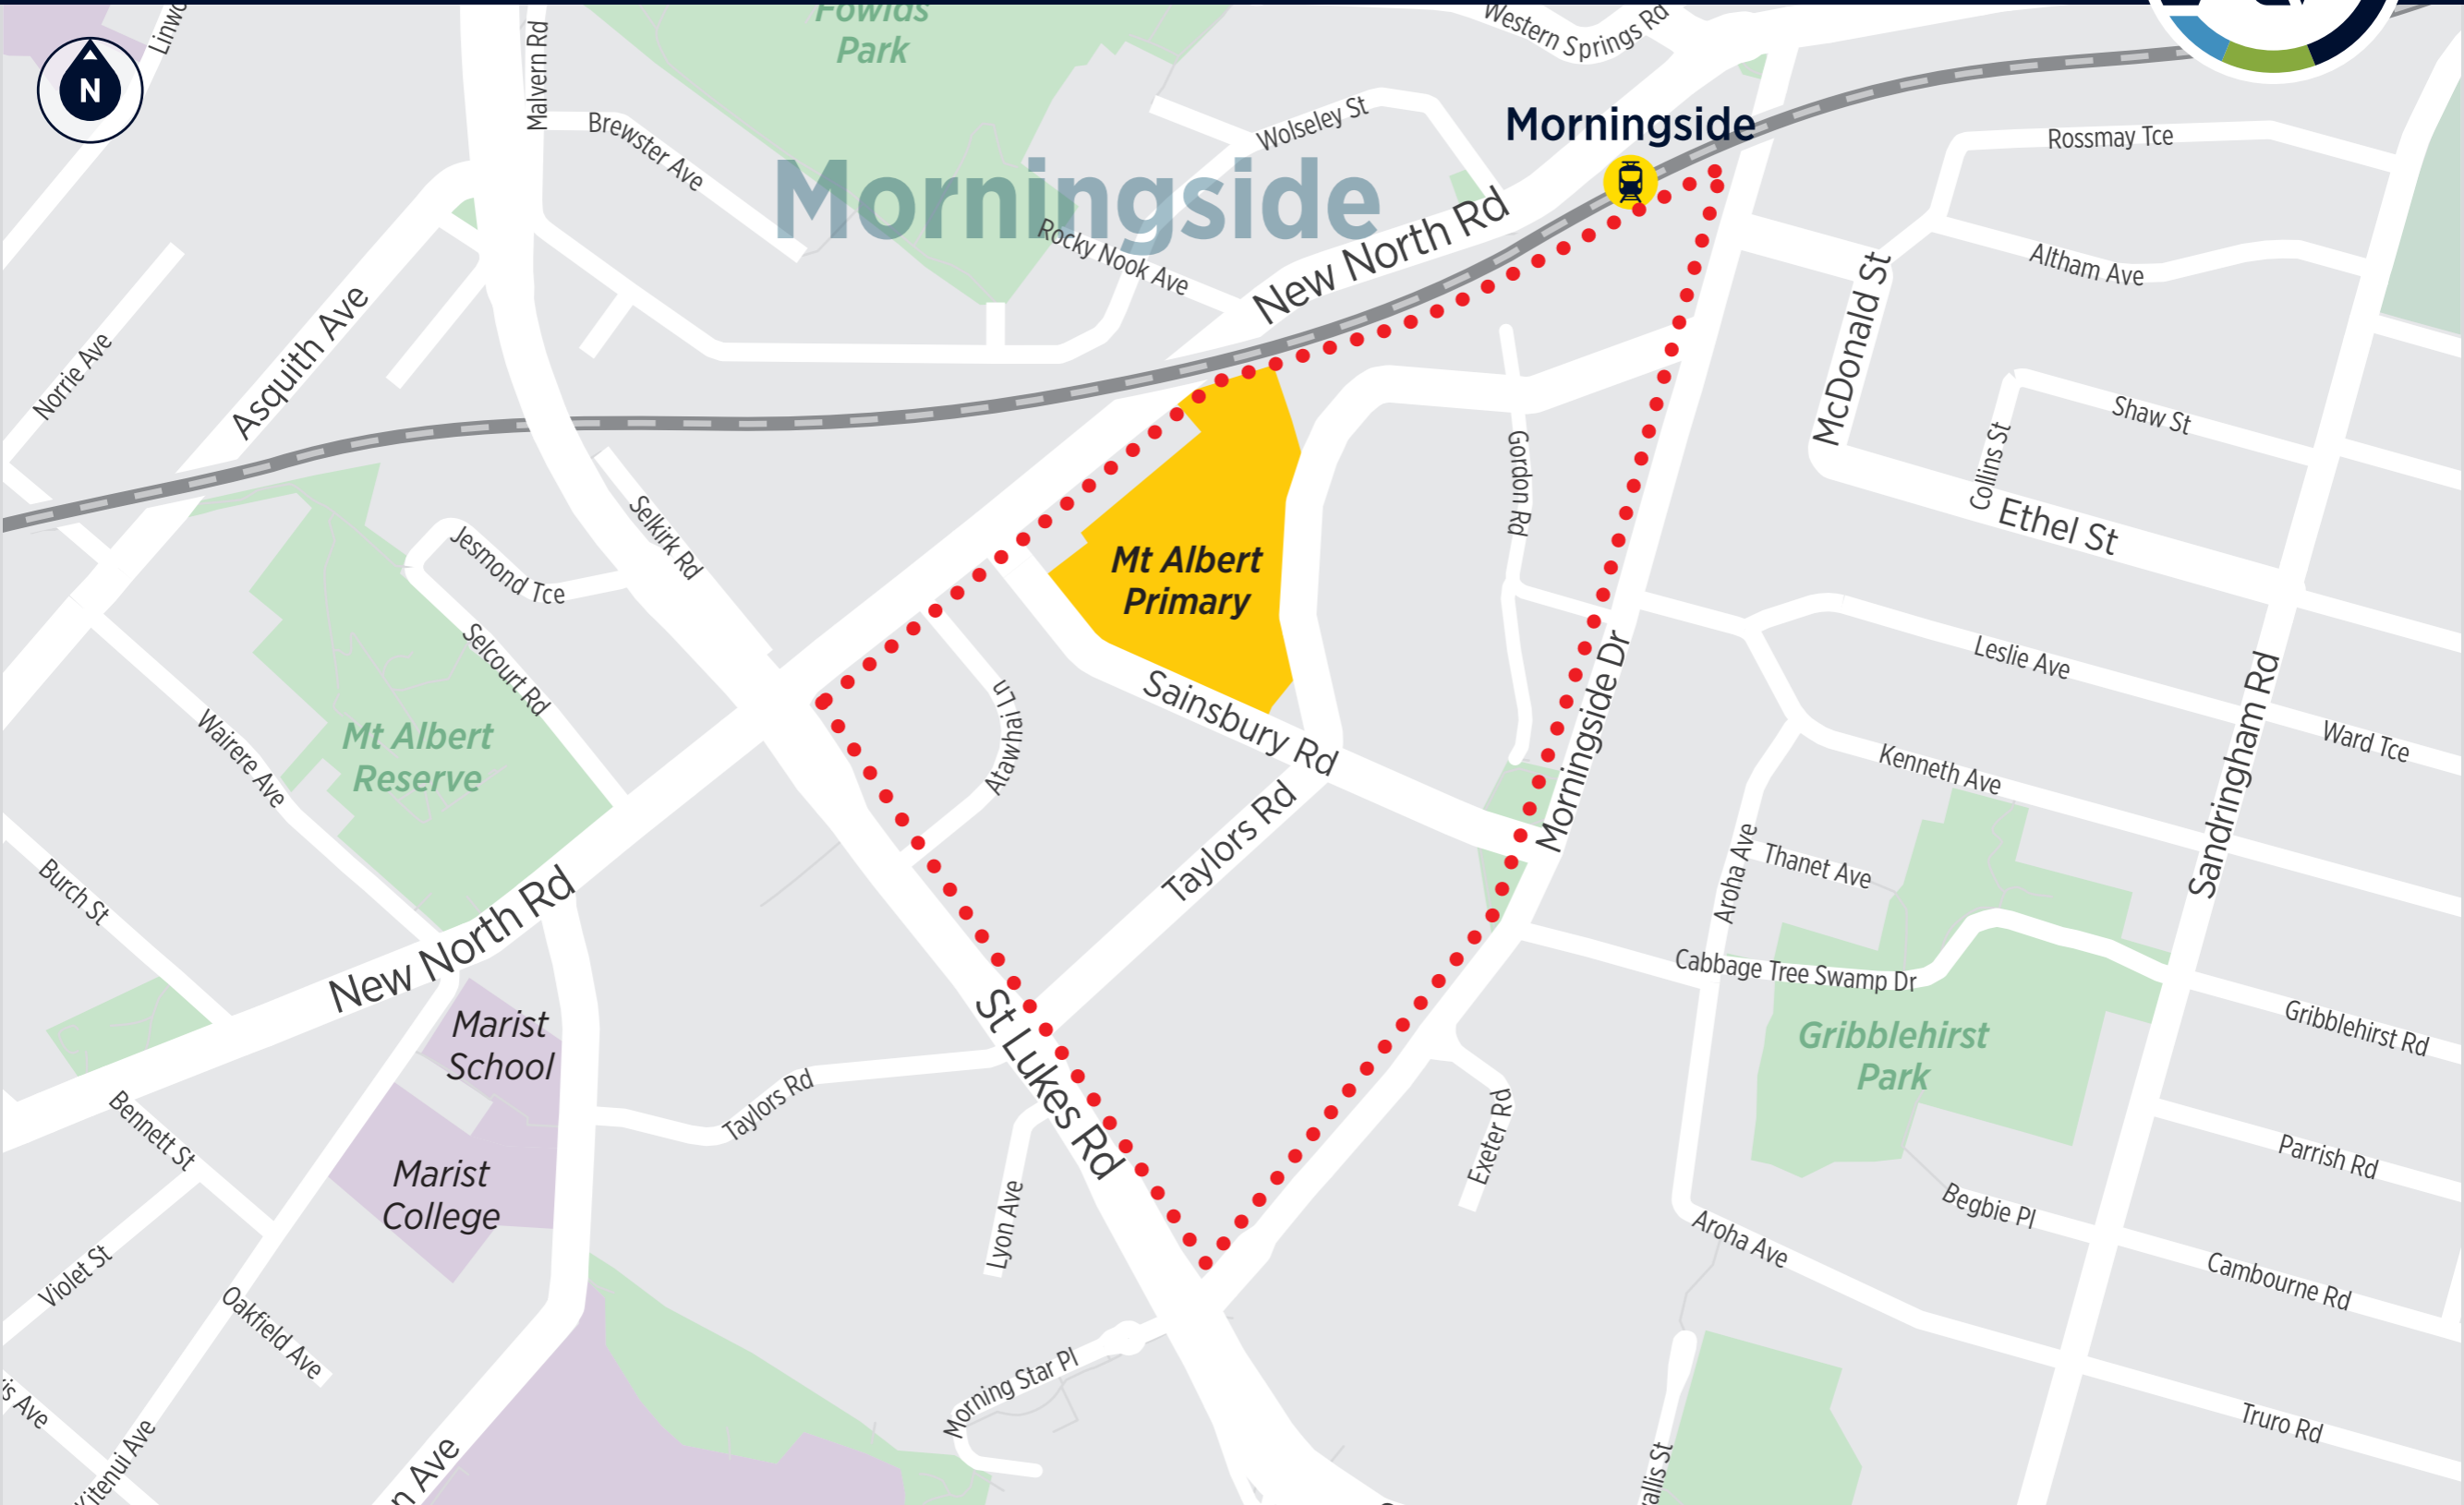 Fowlds
Park
Western Springs Rd
Malvern Rd
N
Brewster Ave
Wolseley St
Morningside
Rossmay Tce
Morningside
New North Rd
Rocky Nook Ave
Altham Ave
McDonald St
Asquith Ave
Norrie Ave
Shaw St
Collins St
Gordon Rd
Ethel St
Selkirk Rd
Jesmond Tce
Mt Albert
Primary
Selcourt Rd
Leslie Ave
Sandringham Rd
Morningside Dr
Sainsbury Rd
Atawhai Ln
Ward Tce
Wairere Ave
Mt Albert
Reserve
Kenneth Ave
Taylors Rd
Aroha Ave
Thanet Ave
Burch St
New North Rd
Cabbage Tree Swamp Dr
Gribblehirst Rd
Gribblehirst
Park
Marist
School
St Lukes Rd
Taylors Rd
Bennett St
Exeter Rd
Parrish Rd
Marist
College
Lyon Ave
Begbie Pl
Aroha Ave
Violet St
Cambourne Rd
Oakfield Ave
Morning Star Pl
Truro Rd
n Ave